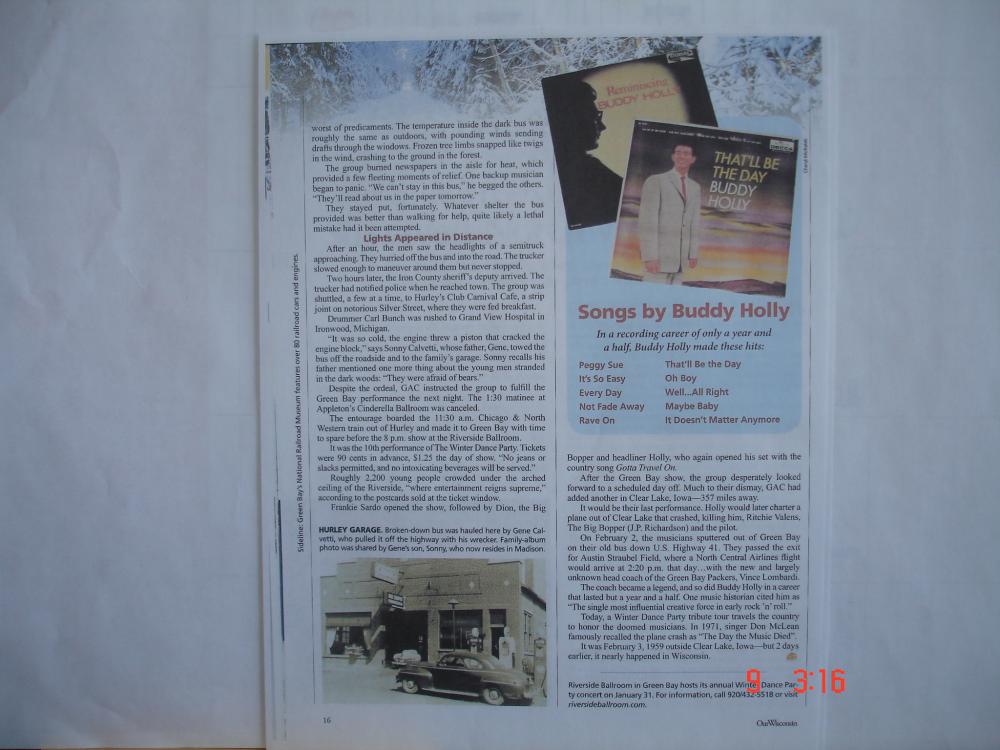 worst of predicaments. The temperature inside the dark bus was
roughly the same as outdoors, with pounding winds sending
drafts through the windows. Frozen tree limbs snapped like twigs
in the wind, crashing to the ground in the forest.
The group burned newspapers in the aisle for heat, which
provided a few fleeting moments of relief. One backup musician
began to panic. “We can't stay in this bus,” he begged the others.
“They'll read about us in the paper tomorrow.”
They stayed put, fortunately. Whatever shelter the bus
provided was better than walking for help, quite likely a lethal
mistake had it been attempted.
Lights Appeared in Distance
After an hour, the men saw the headlights of a semitruck
approaching. They hurried off the bus and into the road. The trucker
slowed enough to maneuver around them but never stopped.
Two hours later, the Iron County sheriff's deputy arrived. The
trucker had notified police when he reached town. The group was
shuttled, a few at a time, to Hurley's Club Carnival Cafe, a strip
joint on notorious Silver Street, where they were fed breakfast.
Drummer Carl Bunch was rushed to Grand View Hospital in
Ironwood, Michigan.
“It was so cold, the engine threw a piston that cracked the
engine block,” says Sonny Calvetti, whose father, Gene, towed the
bus off the roadside and to the family's garage. Sonny recalls his
father mentioned one more thing about the young men stranded
in the dark woods: “They were afraid of bears.”
Despite the ordeal, GAC instructed the group to fulfill the
Green Bay performance the next night. The 1:30 matinee at
Appleton's Cinderella Ballroom was canceled.
The entourage boarded the 11:30 a.m. Chicago & North
Western train out of Hurley and made it to Green Bay with time
to spare before the 8 p.m. show at the Riverside Ballroom.
It was the 10th performance of The Winter Dance Party. Tickets
were 90 cents in advance, $1.25 the day of show. “No jeans or
slacks permitted, and no intoxicating beverages will be served.”
Roughly 2,200 young people crowded under the arched
ceiling of the Riverside, “where entertainment reigns supreme,”
according to the postcards sold at the ticket window.
Frankie Sardo opened the show, followed by Dion, the Big
Sideline: Green Bay's National Railroad Museum features over 80 railroad cars and engines.
HURLEY GARAGE. Broken-down bus was hauled here by Gene Cal-
vetti, who pulled it off the highway with his wrecker. Family-album
photo was shared by Gene's son, Sonny, who now resides in Madison.
16
Reminiscing
BUDDY HOLLY
DECCA
THAT'LL BE
THE DAY
BUDDY
HOLLY
Songs by Buddy Holly
In a recording career of only a year and
a half, Buddy Holly made these hits:
Peggy Sue
It's So Easy
Every Day
Not Fade Away
Rave On
That'll Be the Day
Oh Boy
Well...All Right
Maybe Baby
It Doesn't Matter Anymore
Bopper and headliner Holly, who again opened his set with the
country song Gotta Travel On.
After the Green Bay show, the group desperately looked
forward to a scheduled day off. Much to their dismay, GAC had
added another in Clear Lake, Iowa—357 miles away.
It would be their last performance. Holly would later charter a
plane out of Clear Lake that crashed, killing him, Ritchie Valens,
The Big Bopper (J.P. Richardson) and the pilot.
On February 2, the musicians sputtered out of Green Bay
on their old bus down U.S. Highway 41. They passed the exit
for Austin Straubel Field, where a North Central Airlines flight
would arrive at 2:20 p.m. that day…with the new and largely
unknown head coach of the Green Bay Packers, Vince Lombardi.
The coach became a legend, and so did Buddy Holly in a career
that lasted but a year and a half. One music historian cited him as
“The single most influential creative force in early rock 'n' roll.”
Today, a Winter Dance Party tribute tour travels the country
to honor the doomed musicians. In 1971, singer Don McLean
famously recalled the plane crash as “The Day the Music Died”.
It was February 3, 1959 outside Clear Lake, Iowa—but 2 days
earlier, it nearly happened in Wisconsin.
Riverside Ballroom in Green Bay hosts its annual Winter Dance Par-
ty concert on January 31. For information, call 920/432-5518 or visit
riversideballroom.com.
OurWisconsin
9 3:16